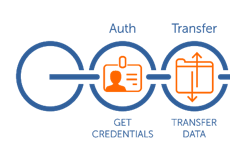 Auth
Transfer
GET
CREDENTIALS
TRANSFER
DATA